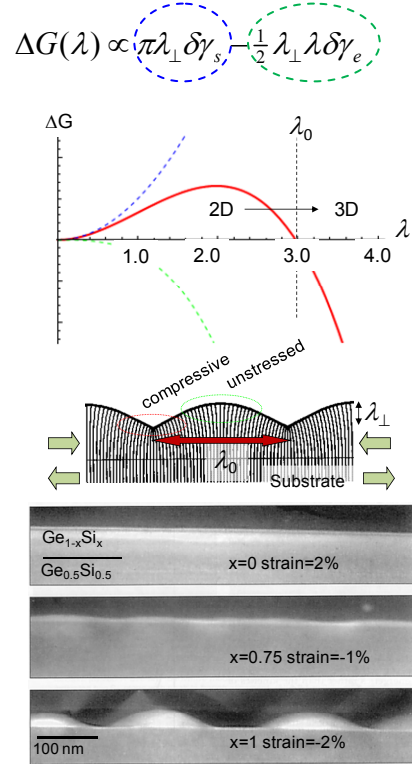 ΔG(λ) ∝ πλ⊥δγs − ½ λ⊥λδγe
ΔG
λ0
2D → 3D
λ
1.0 2.0 3.0 4.0
compressive
unstressed
λ⊥
λ0
Substrate
Ge1-xSix
Ge0.5Si0.5
x=0 strain=2%
x=0.75 strain=-1%
x=1 strain=-2%
100 nm